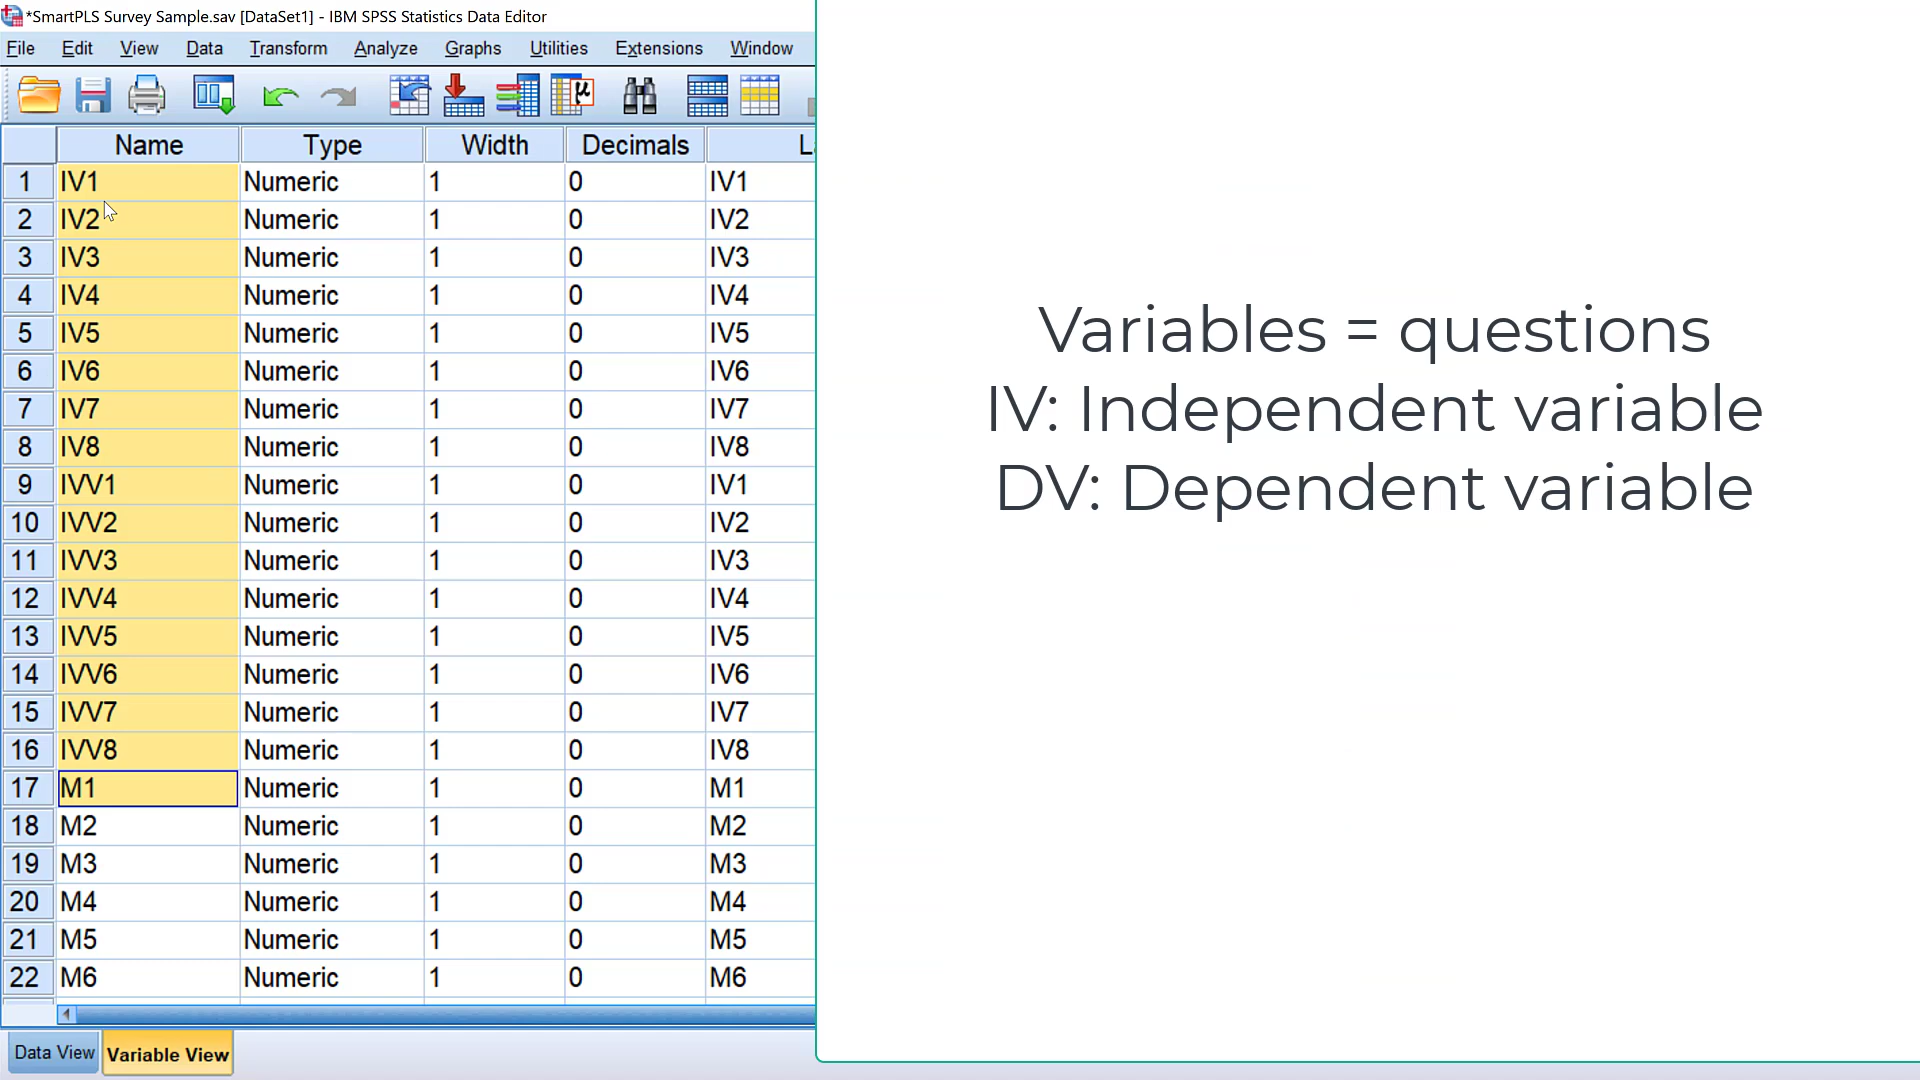 *SmartPLS Survey Sample.sav [DataSet1] - IBM SPSS Statistics Data Editor
File Edit View Data Transform Analyze Graphs Utilities Extensions Window
Name Type Width Decimals
1 IV1 Numeric 1 0 IV1
2 IV2 Numeric 1 0 IV2
3 IV3 Numeric 1 0 IV3
4 IV4 Numeric 1 0 IV4
5 IV5 Numeric 1 0 IV5
6 IV6 Numeric 1 0 IV6
7 IV7 Numeric 1 0 IV7
8 IV8 Numeric 1 0 IV8
9 IVV1 Numeric 1 0 IV1
10 IVV2 Numeric 1 0 IV2
11 IVV3 Numeric 1 0 IV3
12 IVV4 Numeric 1 0 IV4
13 IVV5 Numeric 1 0 IV5
14 IVV6 Numeric 1 0 IV6
15 IVV7 Numeric 1 0 IV7
16 IVV8 Numeric 1 0 IV8
17 M1 Numeric 1 0 M1
18 M2 Numeric 1 0 M2
19 M3 Numeric 1 0 M3
20 M4 Numeric 1 0 M4
21 M5 Numeric 1 0 M5
22 M6 Numeric 1 0 M6
Data View Variable View
Variables = questions
IV: Independent variable
DV: Dependent variable